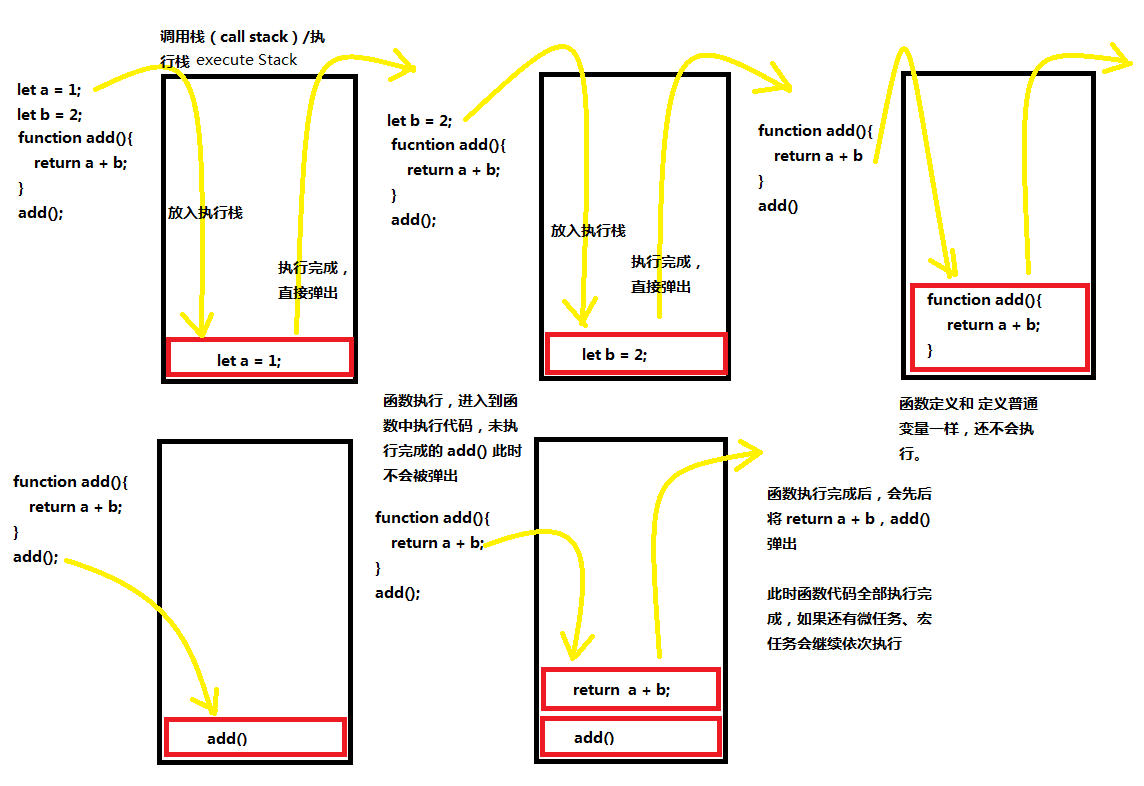 调用栈（call stack）/执
行栈 execute Stack
let a = 1;
let b = 2;
function add(){
return a + b;
}
add();
放入执行栈
执行完成，
直接弹出
let a = 1;
let b = 2;
fucntion add(){
return a + b;
}
add();
放入执行栈
执行完成，
直接弹出
let b = 2;
function add(){
return a + b
}
add()
function add(){
return a + b;
}
函数定义和 定义普通
变量一样，还不会执
行。
function add(){
return a + b;
}
add();
add()
函数执行，进入到函
数中执行代码，未执
行完成的 add() 此时
不会被弹出
function add(){
return a + b;
}
add();
return a + b;
add()
函数执行完成后，会先后
将 return a + b，add()
弹出
此时函数代码全部执行完
成，如果还有微任务、宏
任务会继续依次执行